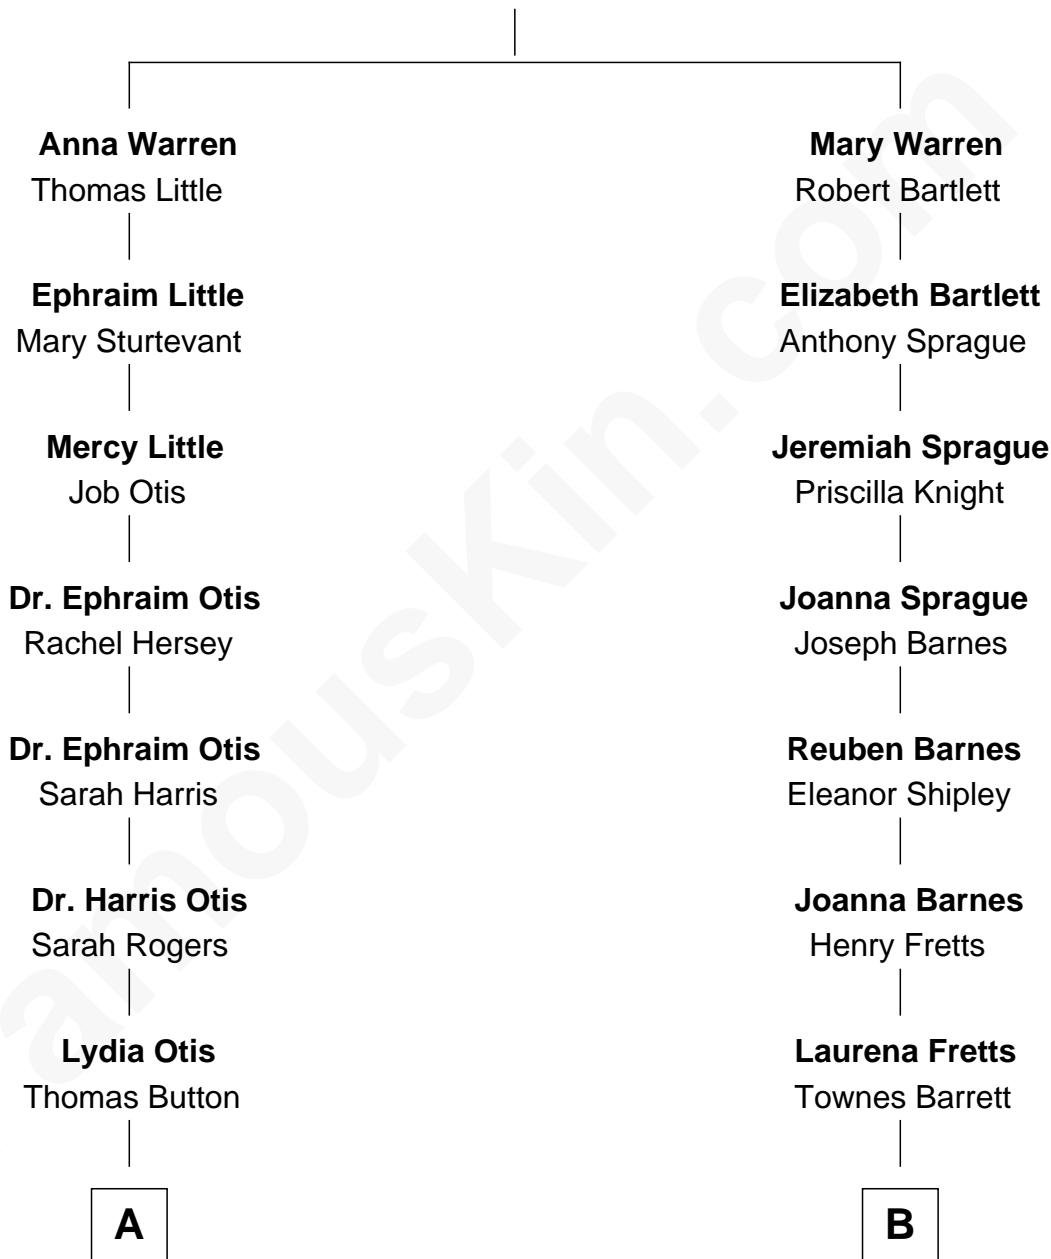 Anna Warren
Thomas Little
Ephraim Little
Mary Sturtevant
Mercy Little
Job Otis
Dr. Ephraim Otis
Rachel Hersey
Dr. Ephraim Otis
Sarah Harris
Dr. Harris Otis
Sarah Rogers
Lydia Otis
Thomas Button
A
Mary Warren
Robert Bartlett
Elizabeth Bartlett
Anthony Sprague
Jeremiah Sprague
Priscilla Knight
Joanna Sprague
Joseph Barnes
Reuben Barnes
Eleanor Shipley
Joanna Barnes
Henry Fretts
Laurena Fretts
Townes Barrett
B
amousKin.com